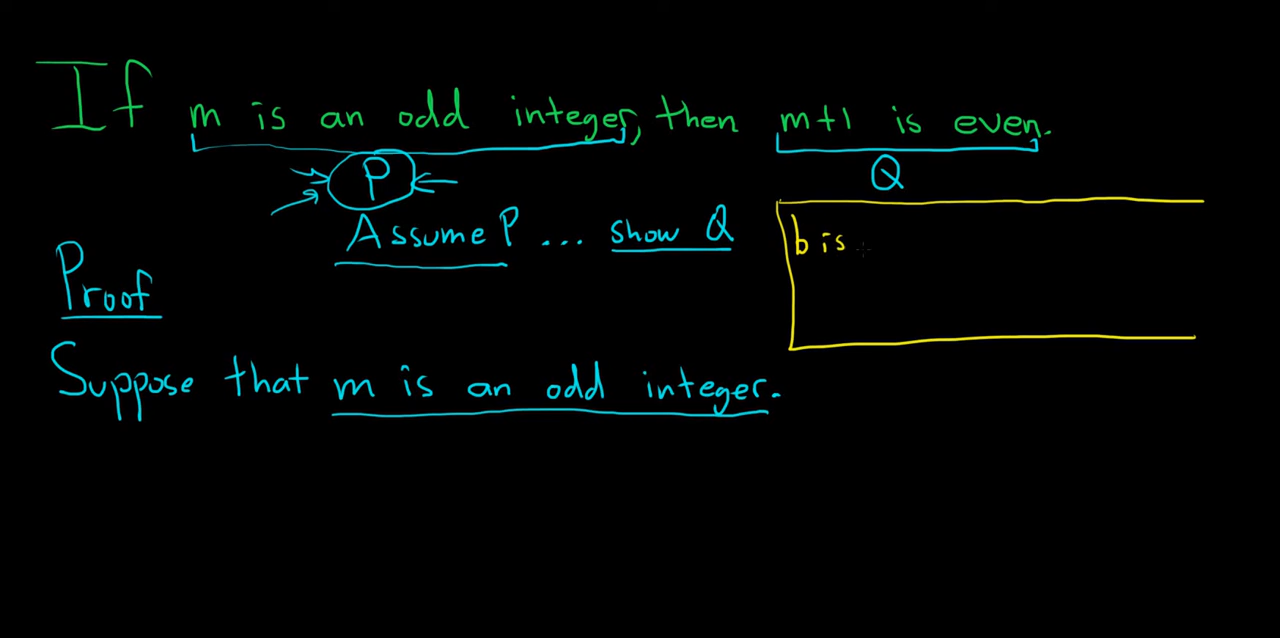 If m is an odd integer, then m+1 is even.
P
Q
Assume P ... show Q
b is
Proof
Suppose that m is an odd integer.